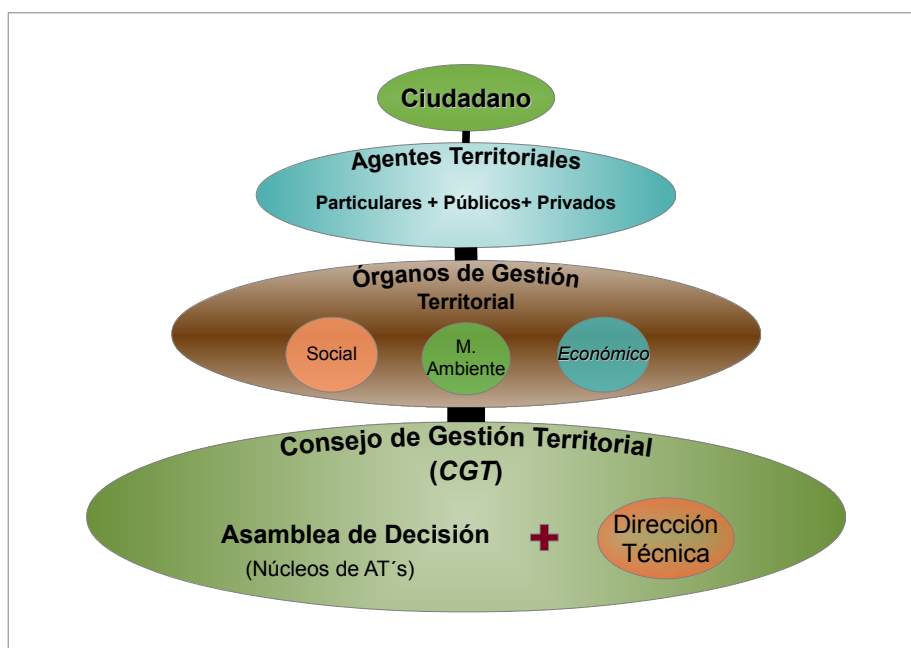 Ciudadano
Agentes Territoriales
Particulares + Públicos+ Privados
Órganos de Gestión
Territorial
Social
M.
Ambiente
Económico
Consejo de Gestión Territorial
(CGT)
Asamblea de Decisión
(Núcleos de AT´s)
+
Dirección
Técnica